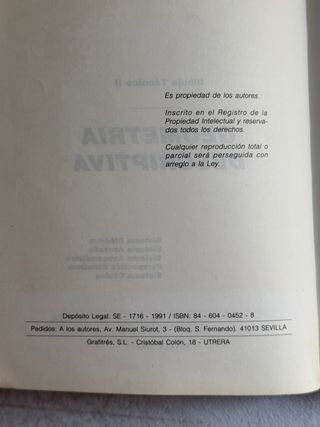 Es propiedad de los autores.
Inscrito en el Registro de la
Propiedad Intelectual y reserva-
dos todos los derechos.
Cualquier reproducción total o
parcial será perseguida con
arreglo a la Ley.
Depósito Legal: SE - 1716 - 1991 / ISBN: 84 - 604 - 0452 - 8
Pedidos: A los autores, Av. Manuel Siurot, 3 - (Bloq. S. Fernando). 41013 SEVILLA
Grafitrés, S.L. - Cristóbal Colón, 18 - UTRERA